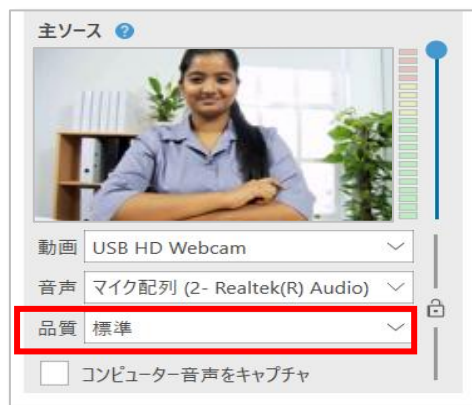 主ソース
動画 USB HD Webcam
音声 マイク配列 (2- Realtek(R) Audio)
品質 標準
コンピューター音声をキャプチャ